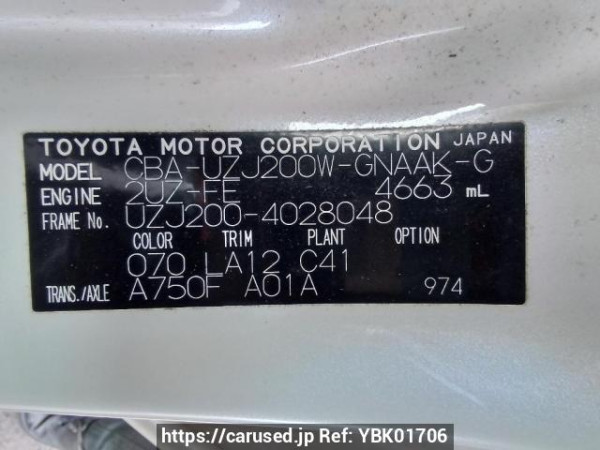 TOYOTA MOTOR CORPORATION JAPAN
MODEL CBA-UZJ200W-GNAAK-G
ENGINE 2UZ-FE 4663 mL
FRAME No. UZJ200-4028048
COLOR TRIM PLANT OPTION
070 LA12 C41
TRANS./AXLE A750F A01A 974
https://carused.jp Ref: YBK01706